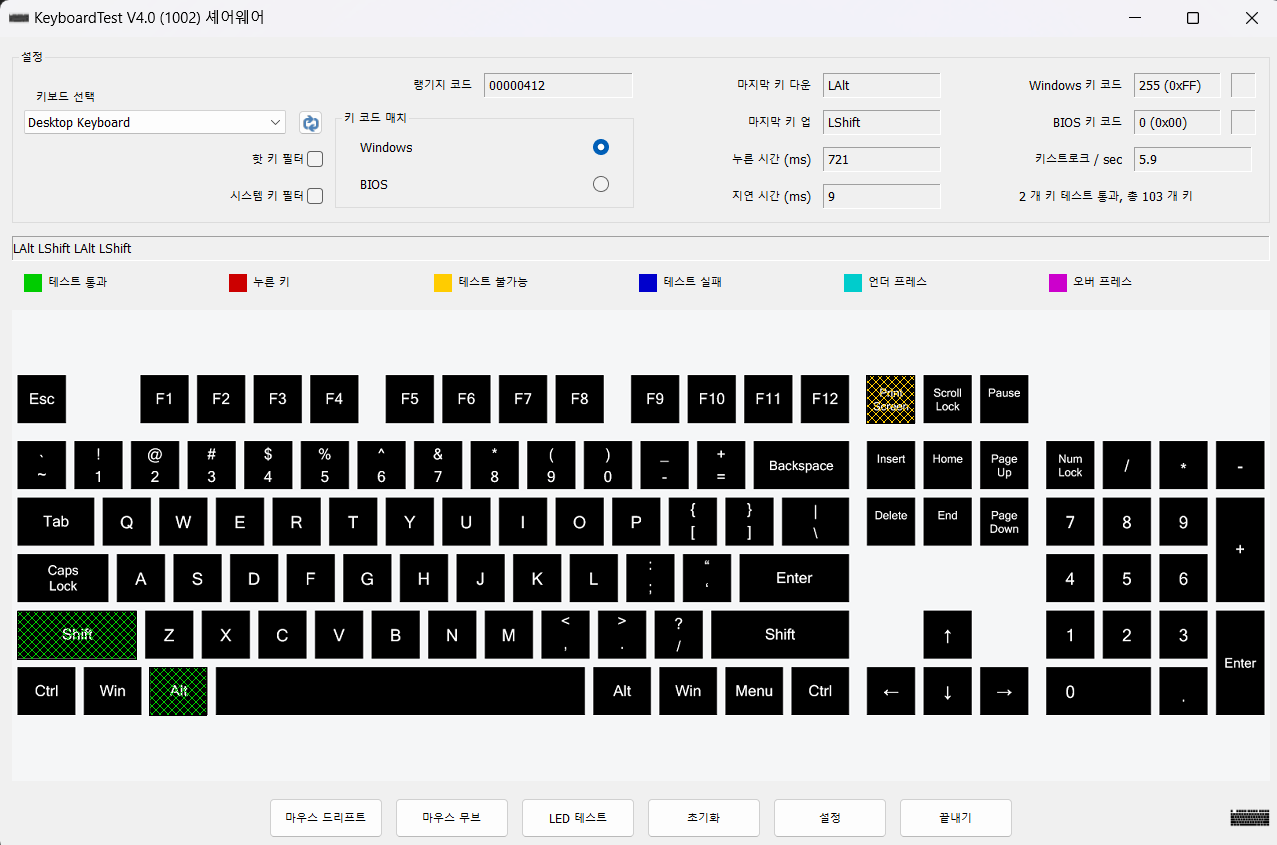 KeyboardTest V4.0 (1002) 셰어웨어
설정
키보드 선택
Desktop Keyboard
핫 키 필터
시스템 키 필터
랭기지 코드 00000412
키 코드 매치
Windows
BIOS
마지막 키 다운 LAlt
마지막 키 업 LShift
누른 시간 (ms) 721
지연 시간 (ms) 9
Windows 키 코드 255 (0xFF)
BIOS 키 코드 0 (0x00)
키스트로크 / sec 5.9
2 개 키 테스트 통과, 총 103 개 키
LAlt LShift LAlt LShift
테스트 통과 누른 키 테스트 불가능 테스트 실패 언더 프레스 오버 프레스
Esc F1 F2 F3 F4 F5 F6 F7 F8 F9 F10 F11 F12 Print Screen Scroll Lock Pause
` ! @ # $ % ^ & * ( ) _ +
~ 1 2 3 4 5 6 7 8 9 0 - = Backspace Insert Home Page Up Num Lock / * -
Tab Q W E R T Y U I O P { [ } ] | \ Delete End Page Down 7 8 9 +
Caps Lock A S D F G H J K L : ; “ ‘ Enter 4 5 6
Shift Z X C V B N M < , > . ? / Shift ↑ 1 2 3 Enter
Ctrl Win Alt Alt Win Menu Ctrl ← ↓ → 0 .
마우스 드리프트 마우스 무브 LED 테스트 초기화 설정 끝내기